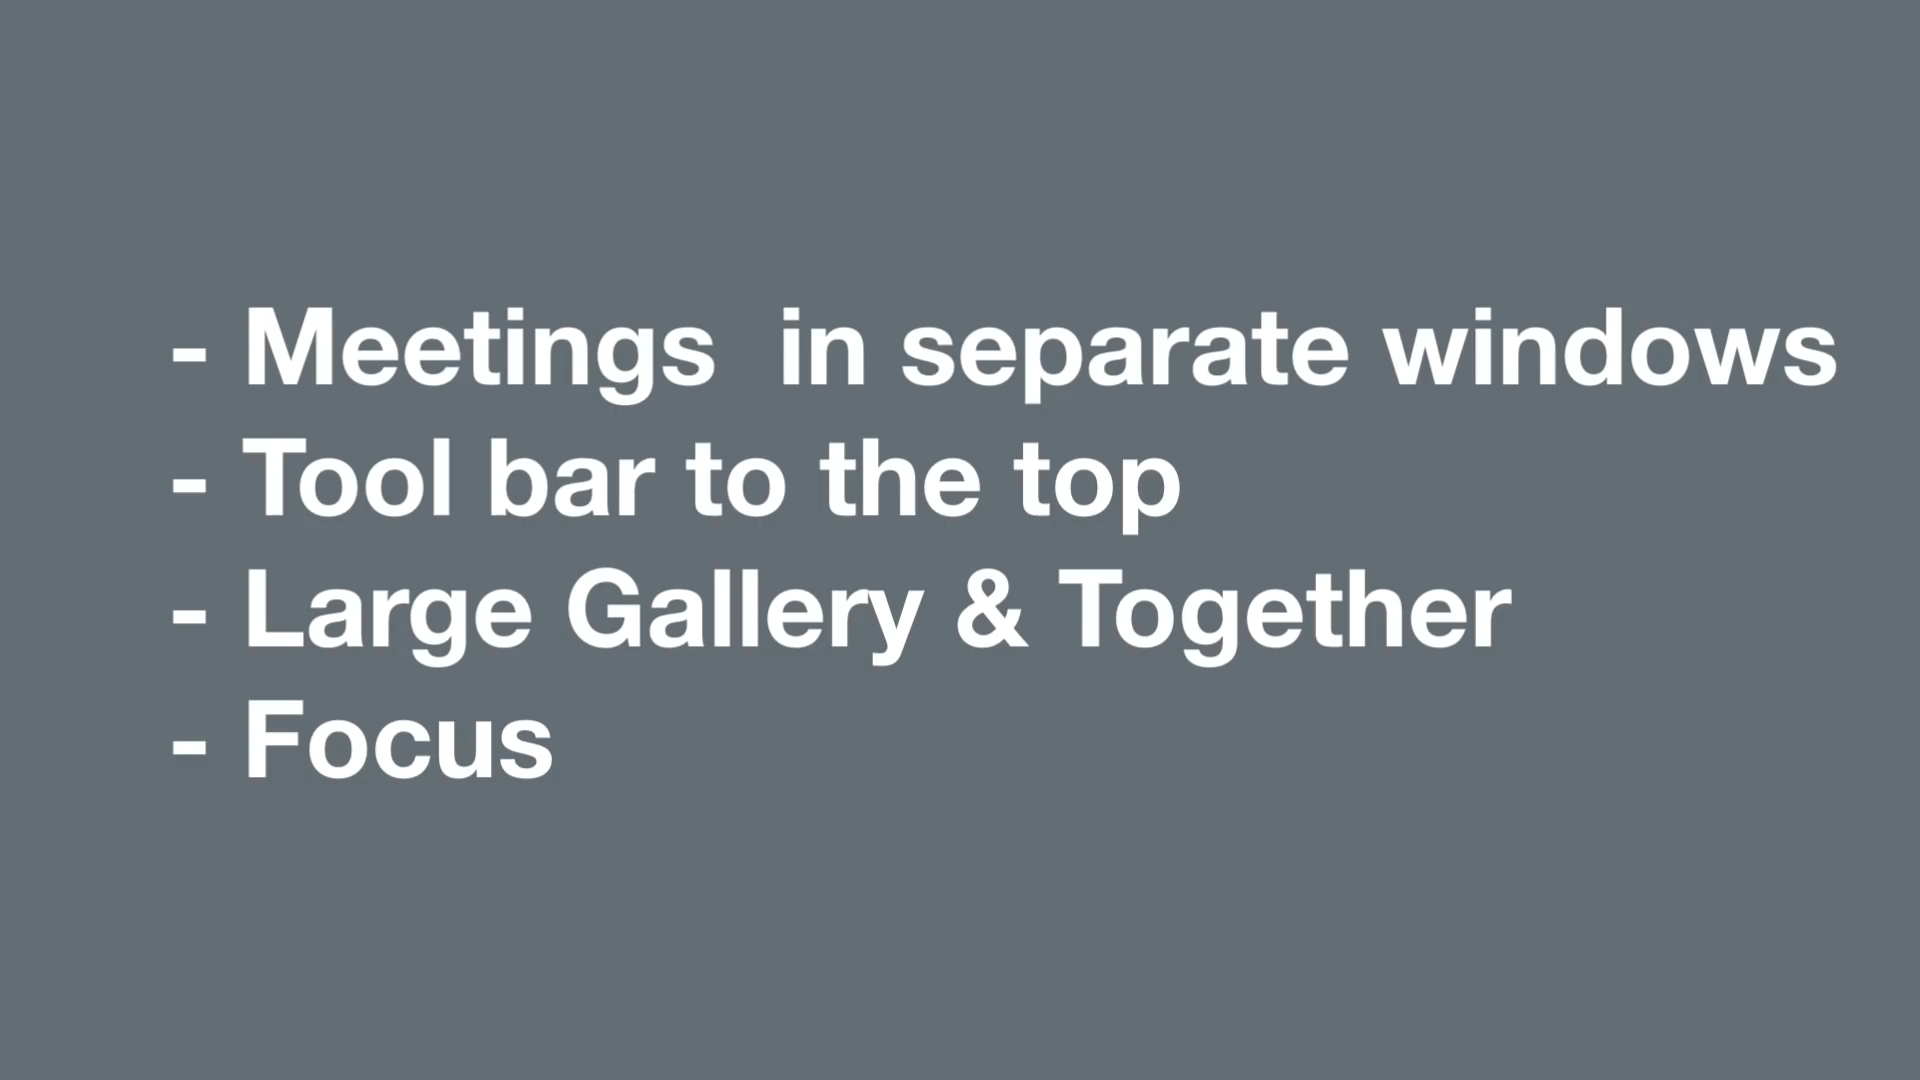 - Meetings  in separate windows
- Tool bar to the top
- Large Gallery & Together
- Focus